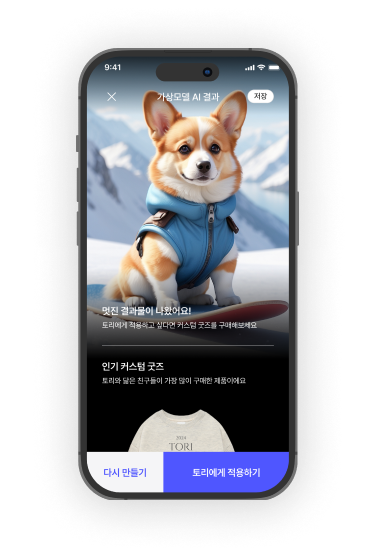 9:41
가상모델 AI 결과
저장
멋진 결과물이 나왔어요!
토리에게 적용하고 싶다면 커스텀 굿즈를 구매해보세요
인기 커스텀 굿즈
토리와 닮은 친구들이 가장 많이 구매한 제품이에요
2024
TORI
다시 만들기
토리에게 적용하기